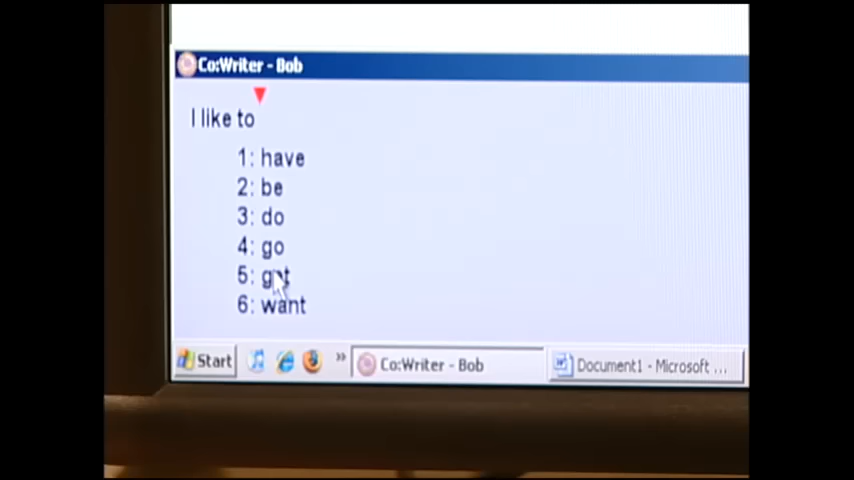 Co:Writer - Bob
I like to
1: have
2: be
3: do
4: go
5: get
6: want
Start » Co:Writer - Bob Document1 - Microsoft ...